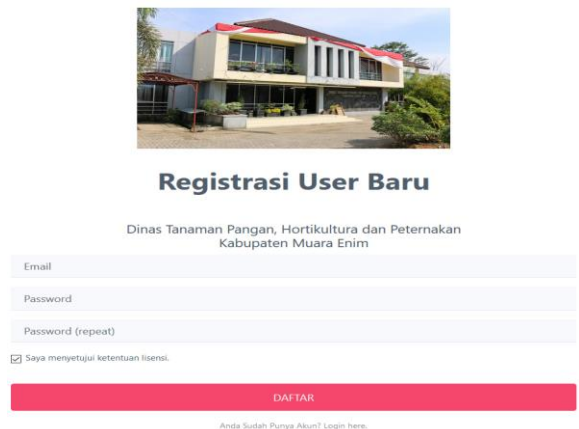 Registrasi User Baru
Dinas Tanaman Pangan, Hortikultura dan Peternakan
Kabupaten Muara Enim
Email
Password
Password (repeat)
Saya menyetujui ketentuan lisensi.
DAFTAR
Anda Sudah Punya Akun? Login here.